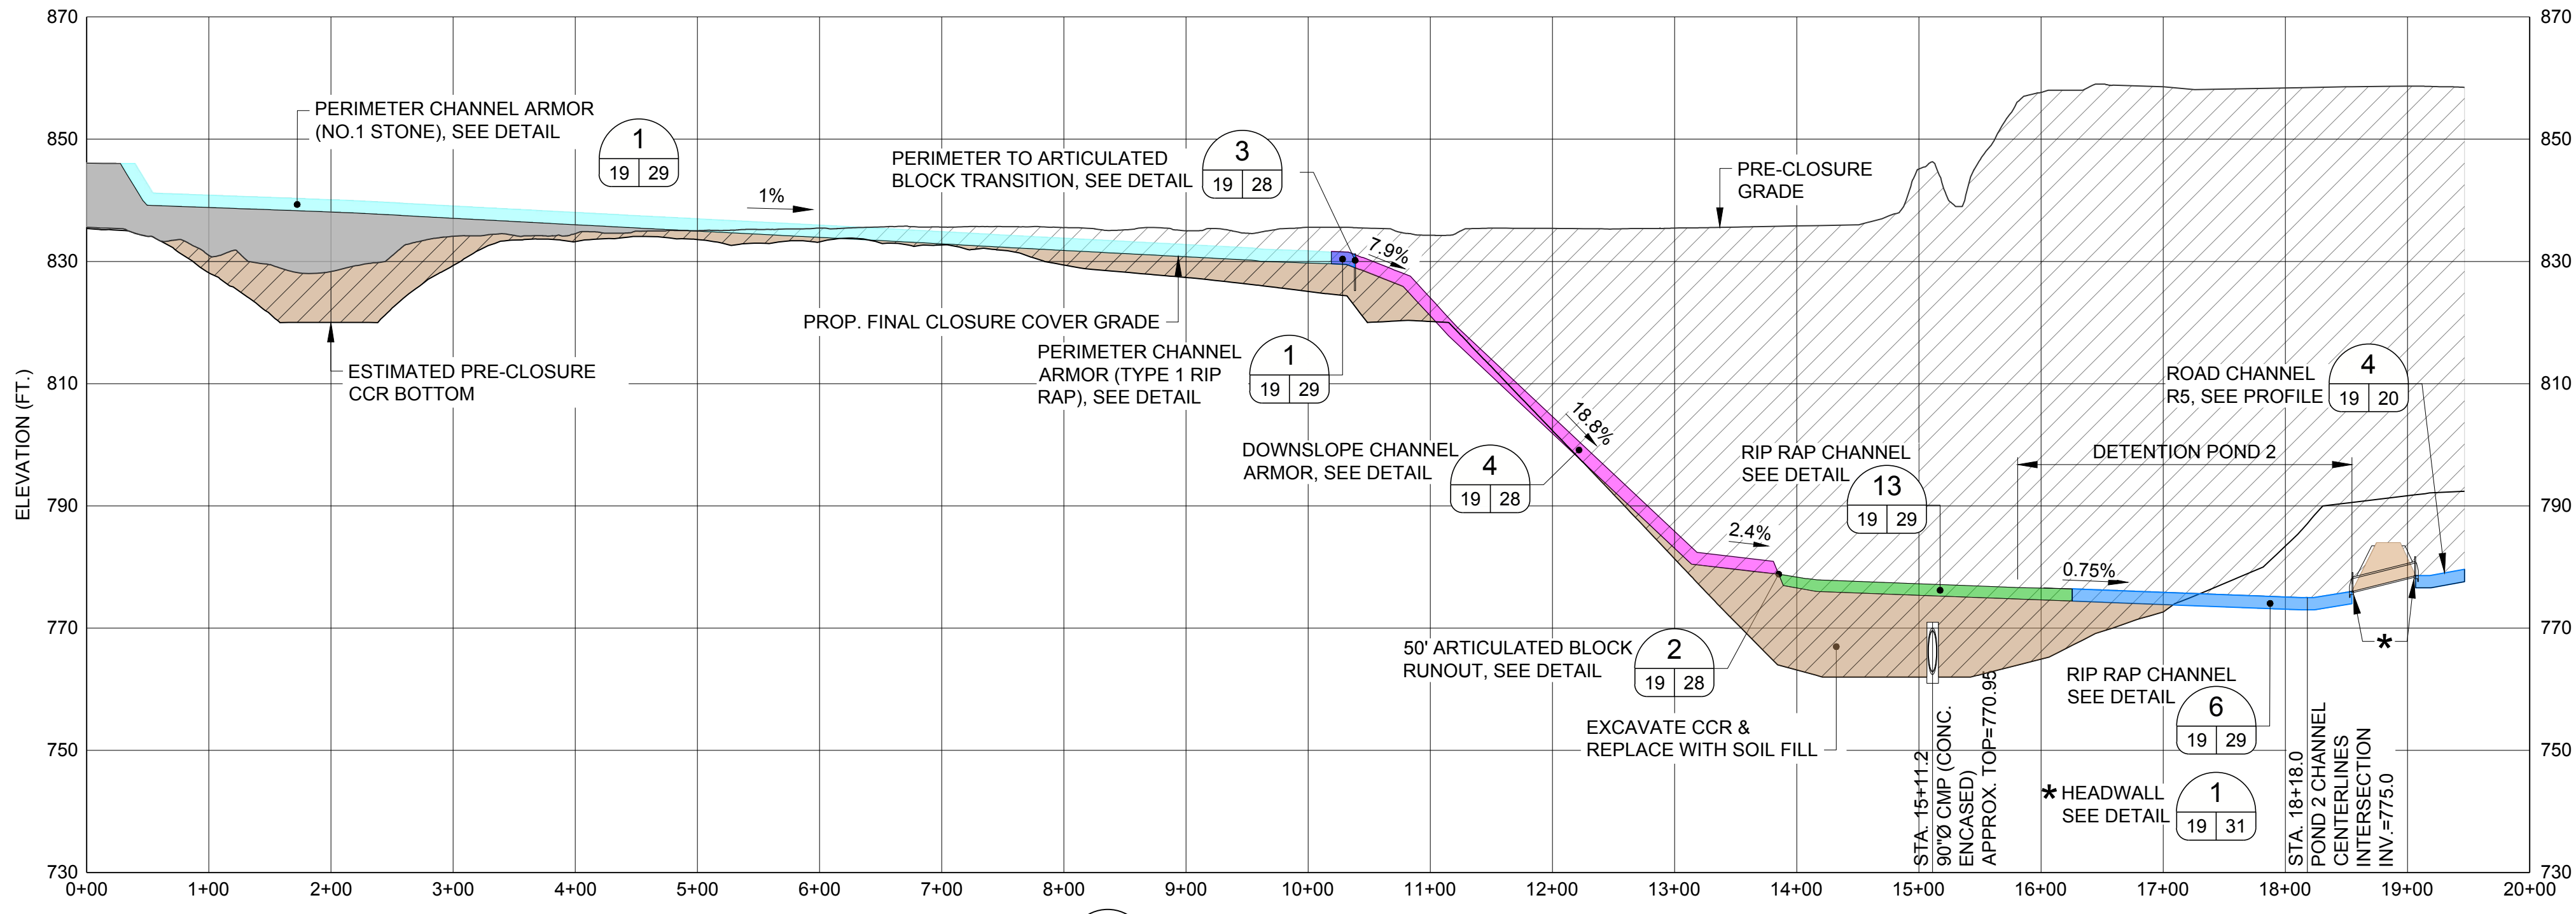 870
870
850
850
830
830
810
810
790
790
770
770
750
750
730
730
ELEVATION (FT.)
0+00
1+00
2+00
3+00
4+00
5+00
6+00
7+00
8+00
9+00
10+00
11+00
12+00
13+00
14+00
15+00
16+00
17+00
18+00
19+00
20+00
PERIMETER CHANNEL ARMOR
(NO.1 STONE), SEE DETAIL
1
19 29
1%
PERIMETER TO ARTICULATED
BLOCK TRANSITION, SEE DETAIL
3
19 28
PRE-CLOSURE
GRADE
7.9%
PROP. FINAL CLOSURE COVER GRADE
ESTIMATED PRE-CLOSURE
CCR BOTTOM
PERIMETER CHANNEL
ARMOR (TYPE 1 RIP
RAP), SEE DETAIL
1
19 29
18.8%
DOWNSLOPE CHANNEL
ARMOR, SEE DETAIL
4
19 28
RIP RAP CHANNEL
SEE DETAIL
13
19 29
DETENTION POND 2
ROAD CHANNEL
R5, SEE PROFILE
4
19 20
2.4%
0.75%
50' ARTICULATED BLOCK
RUNOUT, SEE DETAIL
2
19 28
EXCAVATE CCR &
REPLACE WITH SOIL FILL
STA. 15+11.2
90"Ø CMP (CONC.
ENCASED)
APPROX. TOP=770.95
RIP RAP CHANNEL
SEE DETAIL
6
19 29
*
* HEADWALL
SEE DETAIL
1
19 31
STA. 18+18.0
POND 2 CHANNEL
CENTERLINES
INTERSECTION
INV.=775.0